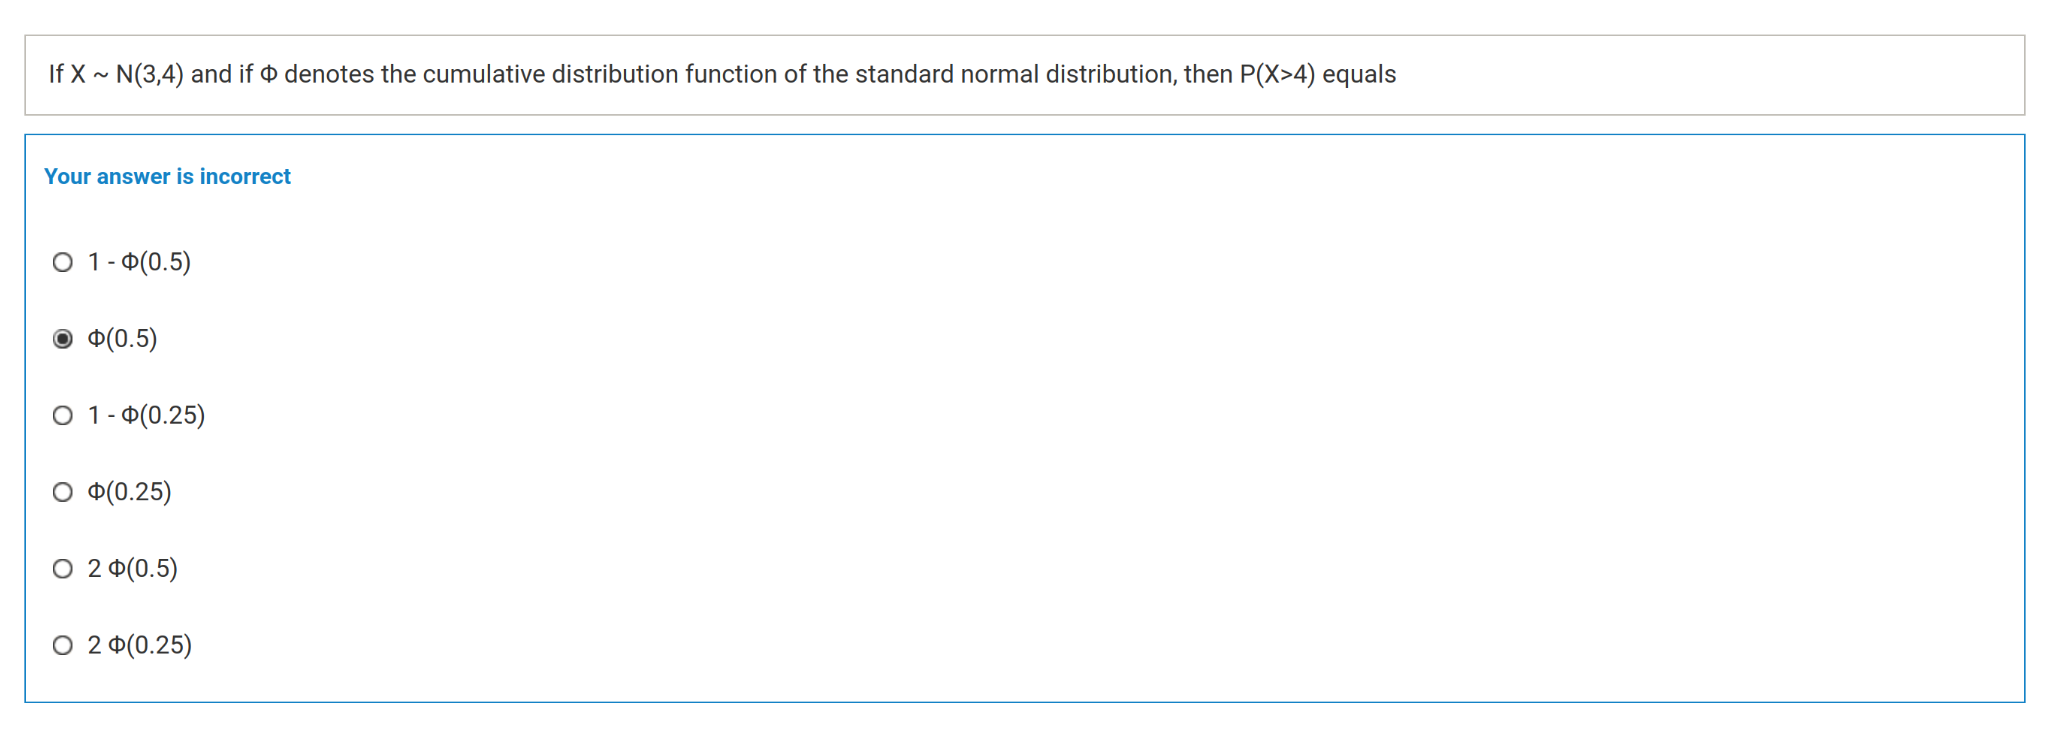 If X ~ N(3,4) and if Φ denotes the cumulative distribution function of the standard normal distribution, then P(X>4) equals
Your answer is incorrect
1 - Φ(0.5)
Φ(0.5)
1 - Φ(0.25)
Φ(0.25)
2 Φ(0.5)
2 Φ(0.25)